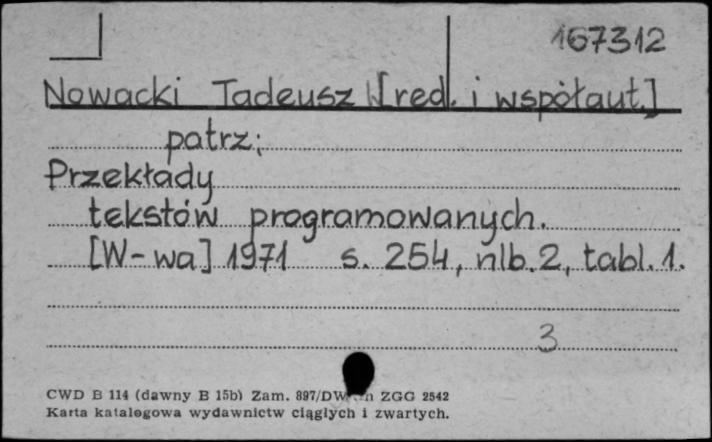 167312
Nowacki Tadeusz [red. i współaut.]
patrz:
Przekłady
tekstów programowanych.
[W-wa] 1971 s. 254, nlb. 2, tabl. 1.
3
CWD B 114 (dawny B 15b) Zam. 897/DW ZGG 2542
Karta katalogowa wydawnictw ciągłych i zwartych.